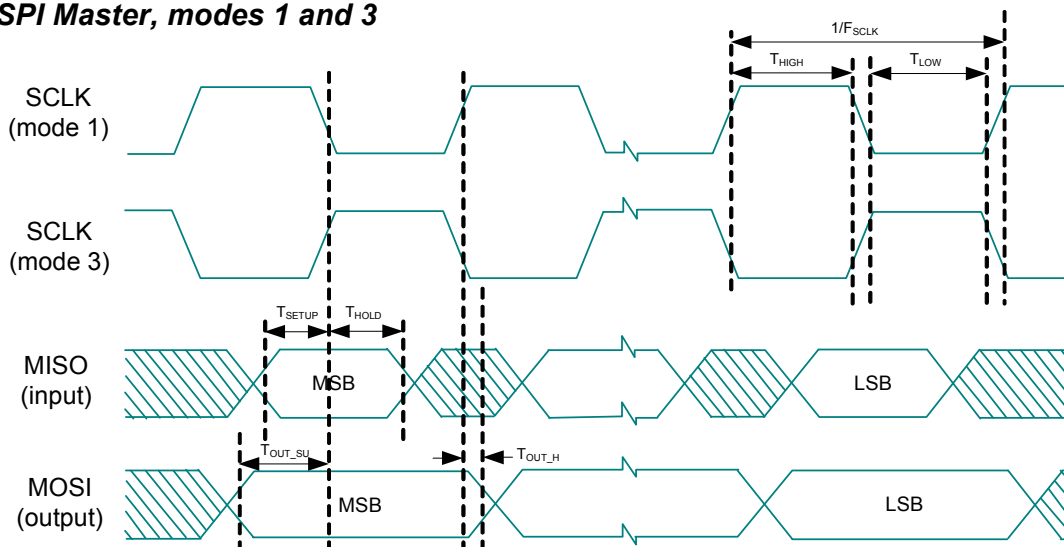 SPI Master, modes 1 and 3
1/FSCLK
THIGH
TLOW
SCLK
(mode 1)
SCLK
(mode 3)
TSETUP
THOLD
MISO
(input)
MSB
LSB
TOUT_SU
TOUT_H
MOSI
(output)
MSB
LSB